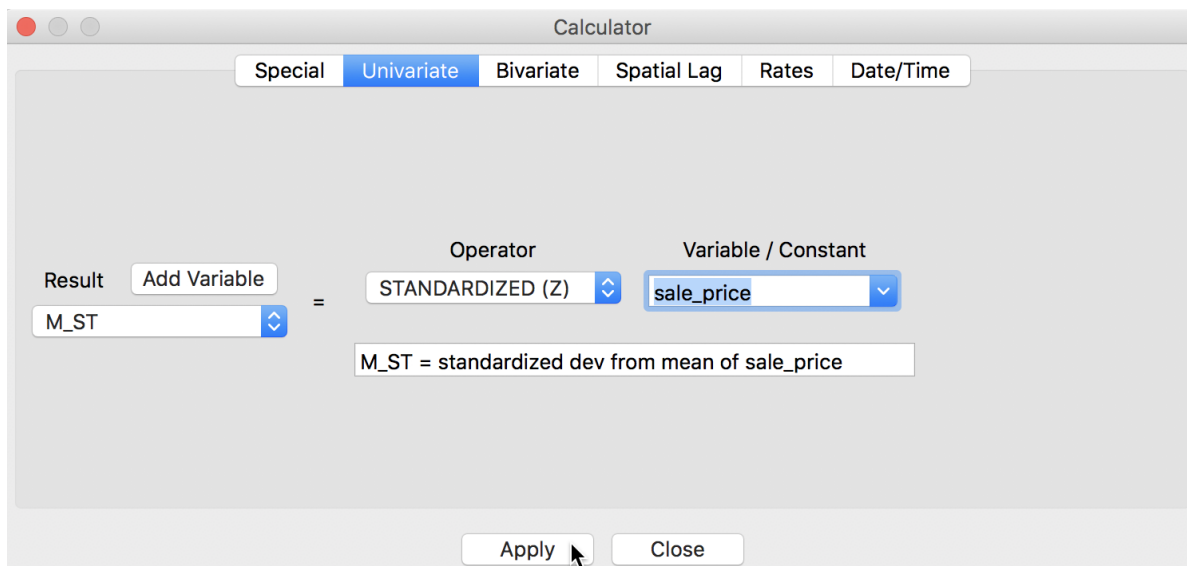 Calculator
Special Univariate Bivariate Spatial Lag Rates Date/Time
Operator Variable / Constant
Result Add Variable = STANDARDIZED (Z) sale_price
M_ST
M_ST = standardized dev from mean of sale_price
Apply Close